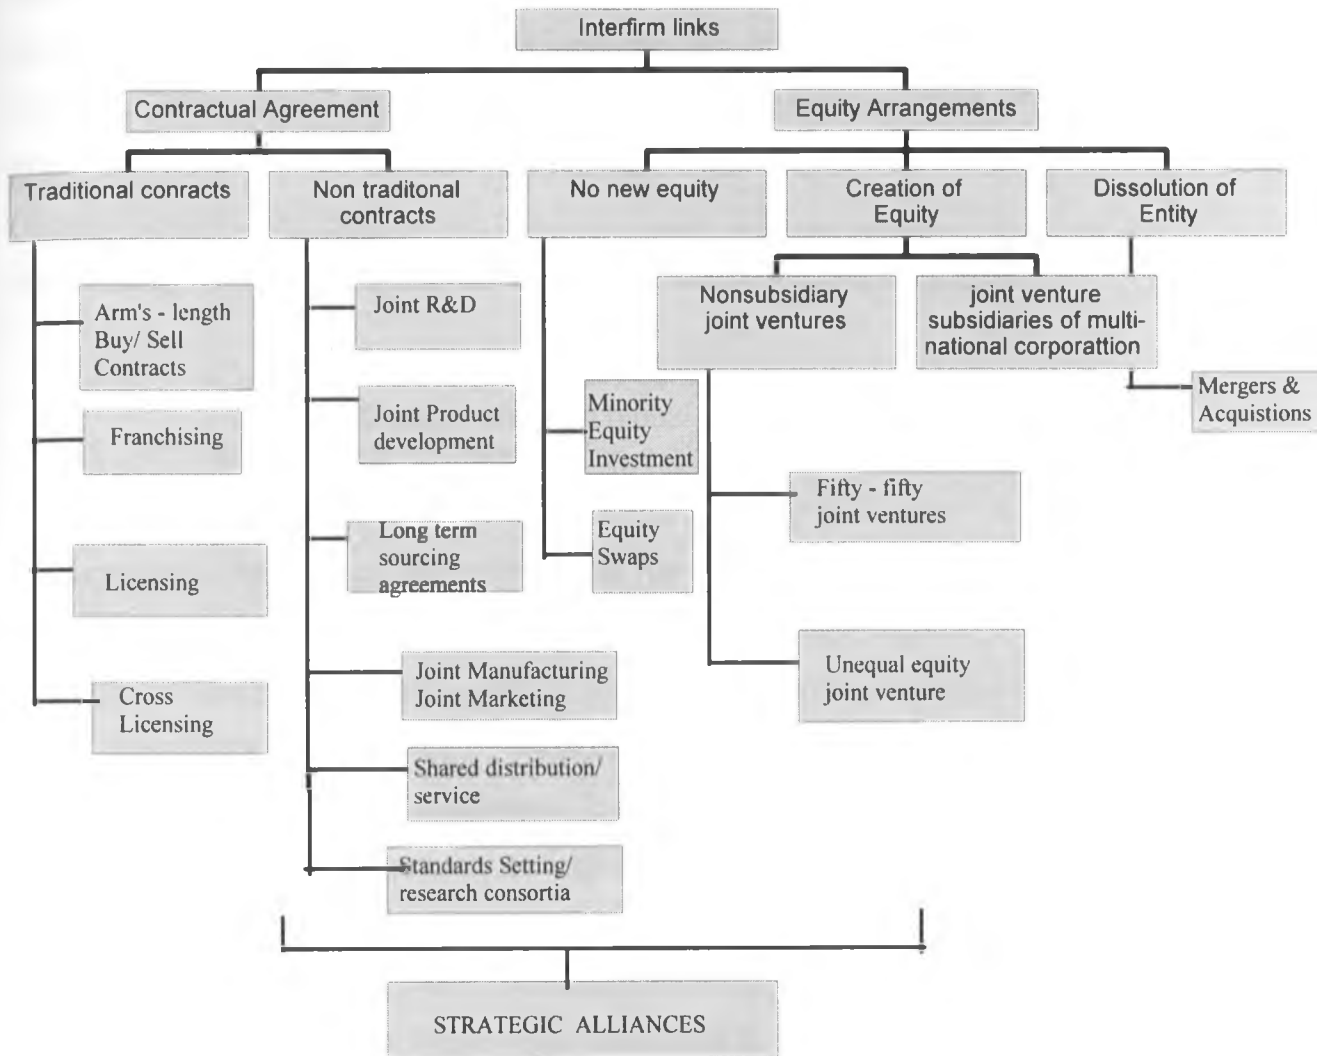 Interfirm links
Contractual Agreement
Equity Arrangements
Traditional conracts
Non traditonal
contracts
No new equity
Creation of
Equity
Dissolution of
Entity
Arm's - length
Buy/ Sell
Contracts
Franchising
Licensing
Cross
Licensing
Joint R&D
Joint Product
development
Long term
sourcing
agreements
Joint Manufacturing
Joint Marketing
Shared distribution/
service
Standards Setting/
research consortia
Minority
Equity
Investment
Equity
Swaps
Nonsubsidiary
joint ventures
joint venture
subsidiaries of multi-
national corporattion
Fifty - fifty
joint ventures
Unequal equity
joint venture
Mergers &
Acquistions
STRATEGIC ALLIANCES